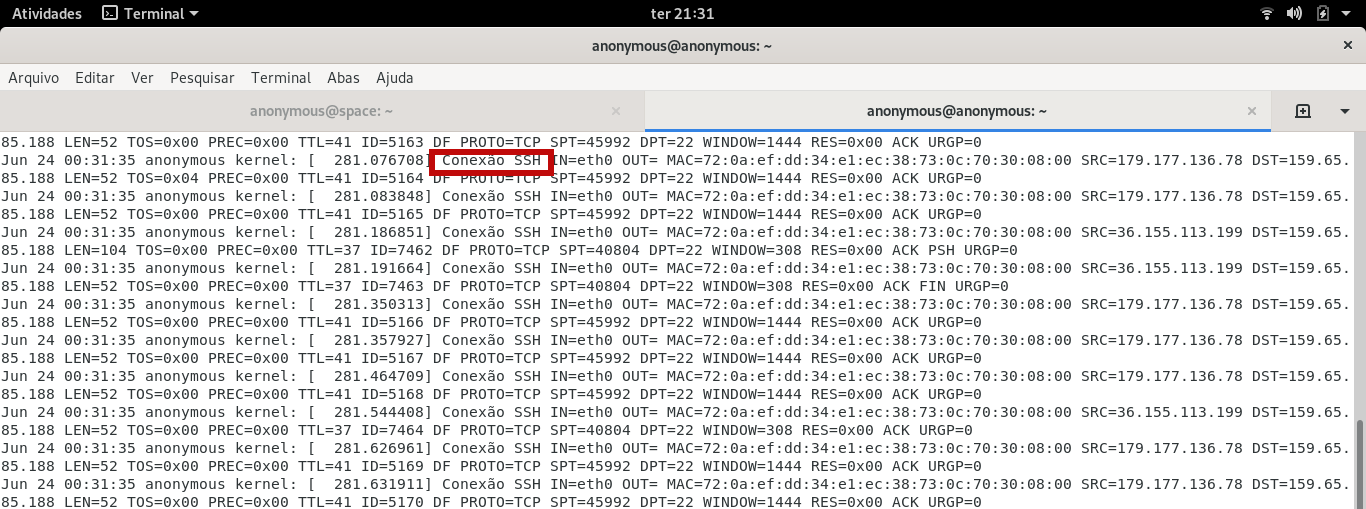 Atividades Terminal ter 21:31
anonymous@anonymous: ~ ×
Arquivo Editar Ver Pesquisar Terminal Abas Ajuda
anonymous@space: ~ × anonymous@anonymous: ~ ×
85.188 LEN=52 TOS=0x00 PREC=0x00 TTL=41 ID=5163 DF PROTO=TCP SPT=45992 DPT=22 WINDOW=1444 RES=0x00 ACK URGP=0
Jun 24 00:31:35 anonymous kernel: [  281.076708] Conexão SSH IN=eth0 OUT= MAC=72:0a:ef:dd:34:e1:ec:38:73:0c:70:30:08:00 SRC=179.177.136.78 DST=159.65.
85.188 LEN=52 TOS=0x04 PREC=0x00 TTL=41 ID=5164 DF PROTO=TCP SPT=45992 DPT=22 WINDOW=1444 RES=0x00 ACK URGP=0
Jun 24 00:31:35 anonymous kernel: [  281.083848] Conexão SSH IN=eth0 OUT= MAC=72:0a:ef:dd:34:e1:ec:38:73:0c:70:30:08:00 SRC=179.177.136.78 DST=159.65.
85.188 LEN=52 TOS=0x00 PREC=0x00 TTL=41 ID=5165 DF PROTO=TCP SPT=45992 DPT=22 WINDOW=1444 RES=0x00 ACK URGP=0
Jun 24 00:31:35 anonymous kernel: [  281.186851] Conexão SSH IN=eth0 OUT= MAC=72:0a:ef:dd:34:e1:ec:38:73:0c:70:30:08:00 SRC=36.155.113.199 DST=159.65.
85.188 LEN=104 TOS=0x00 PREC=0x00 TTL=37 ID=7462 DF PROTO=TCP SPT=40804 DPT=22 WINDOW=308 RES=0x00 ACK PSH URGP=0
Jun 24 00:31:35 anonymous kernel: [  281.191664] Conexão SSH IN=eth0 OUT= MAC=72:0a:ef:dd:34:e1:ec:38:73:0c:70:30:08:00 SRC=36.155.113.199 DST=159.65.
85.188 LEN=52 TOS=0x00 PREC=0x00 TTL=37 ID=7463 DF PROTO=TCP SPT=40804 DPT=22 WINDOW=308 RES=0x00 ACK FIN URGP=0
Jun 24 00:31:35 anonymous kernel: [  281.350313] Conexão SSH IN=eth0 OUT= MAC=72:0a:ef:dd:34:e1:ec:38:73:0c:70:30:08:00 SRC=179.177.136.78 DST=159.65.
85.188 LEN=52 TOS=0x00 PREC=0x00 TTL=41 ID=5166 DF PROTO=TCP SPT=45992 DPT=22 WINDOW=1444 RES=0x00 ACK URGP=0
Jun 24 00:31:35 anonymous kernel: [  281.357927] Conexão SSH IN=eth0 OUT= MAC=72:0a:ef:dd:34:e1:ec:38:73:0c:70:30:08:00 SRC=179.177.136.78 DST=159.65.
85.188 LEN=52 TOS=0x00 PREC=0x00 TTL=41 ID=5167 DF PROTO=TCP SPT=45992 DPT=22 WINDOW=1444 RES=0x00 ACK URGP=0
Jun 24 00:31:35 anonymous kernel: [  281.464709] Conexão SSH IN=eth0 OUT= MAC=72:0a:ef:dd:34:e1:ec:38:73:0c:70:30:08:00 SRC=179.177.136.78 DST=159.65.
85.188 LEN=52 TOS=0x00 PREC=0x00 TTL=41 ID=5168 DF PROTO=TCP SPT=45992 DPT=22 WINDOW=1444 RES=0x00 ACK URGP=0
Jun 24 00:31:35 anonymous kernel: [  281.544408] Conexão SSH IN=eth0 OUT= MAC=72:0a:ef:dd:34:e1:ec:38:73:0c:70:30:08:00 SRC=36.155.113.199 DST=159.65.
85.188 LEN=52 TOS=0x00 PREC=0x00 TTL=37 ID=7464 DF PROTO=TCP SPT=40804 DPT=22 WINDOW=308 RES=0x00 ACK URGP=0
Jun 24 00:31:35 anonymous kernel: [  281.626961] Conexão SSH IN=eth0 OUT= MAC=72:0a:ef:dd:34:e1:ec:38:73:0c:70:30:08:00 SRC=179.177.136.78 DST=159.65.
85.188 LEN=52 TOS=0x00 PREC=0x00 TTL=41 ID=5169 DF PROTO=TCP SPT=45992 DPT=22 WINDOW=1444 RES=0x00 ACK URGP=0
Jun 24 00:31:35 anonymous kernel: [  281.631911] Conexão SSH IN=eth0 OUT= MAC=72:0a:ef:dd:34:e1:ec:38:73:0c:70:30:08:00 SRC=179.177.136.78 DST=159.65.
85.188 LEN=52 TOS=0x00 PREC=0x00 TTL=41 ID=5170 DF PROTO=TCP SPT=45992 DPT=22 WINDOW=1444 RES=0x00 ACK URGP=0